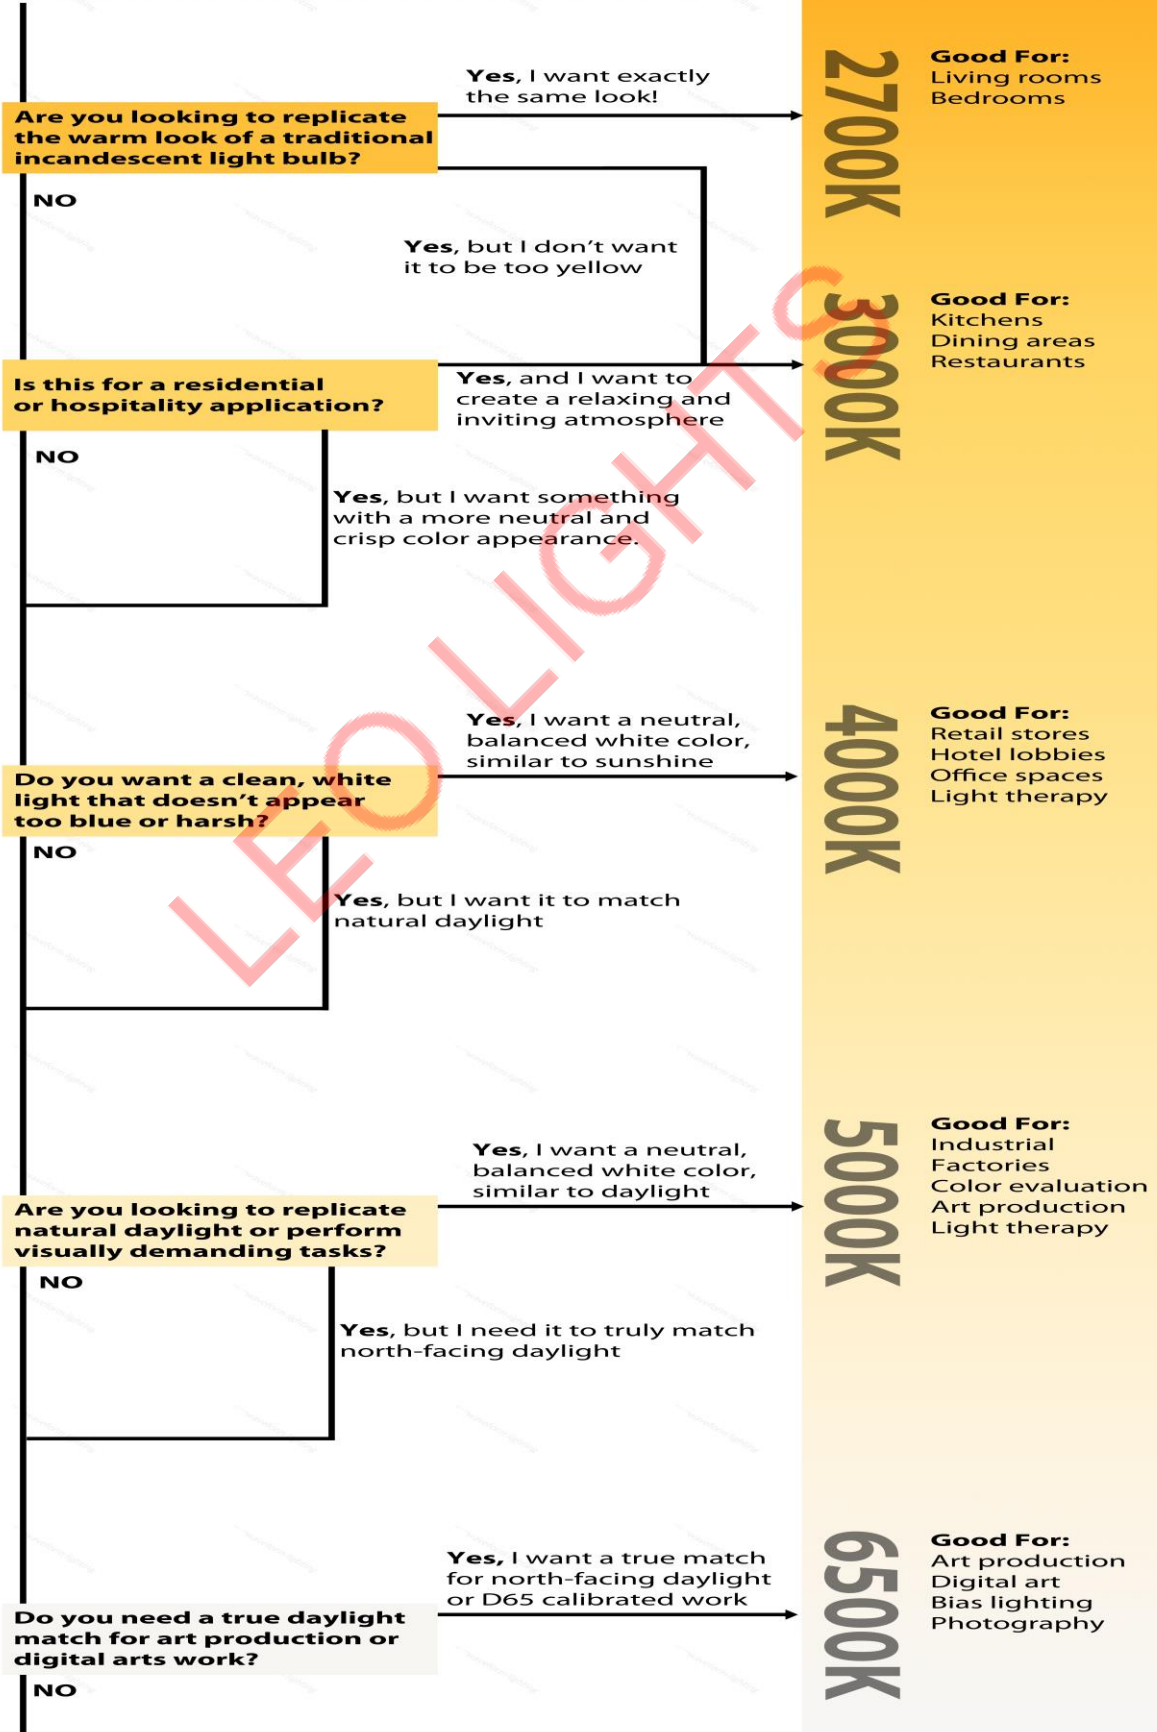 Yes, I want exactly
the same look!
Are you looking to replicate
the warm look of a traditional
incandescent light bulb?
NO
2700K
Good For:
Living rooms
Bedrooms
Yes, but I don't want
it to be too yellow
Is this for a residential
or hospitality application?
NO
Yes, and I want to
create a relaxing and
inviting atmosphere
3000K
Good For:
Kitchens
Dining areas
Restaurants
Yes, but I want something
with a more neutral and
crisp color appearance.
Yes, I want a neutral,
balanced white color,
similar to sunshine
Do you want a clean, white
light that doesn't appear
too blue or harsh?
NO
4000K
Good For:
Retail stores
Hotel lobbies
Office spaces
Light therapy
Yes, but I want it to match
natural daylight
Yes, I want a neutral,
balanced white color,
similar to daylight
Are you looking to replicate
natural daylight or perform
visually demanding tasks?
NO
5000K
Good For:
Industrial
Factories
Color evaluation
Art production
Light therapy
Yes, but I need it to truly match
north-facing daylight
Yes, I want a true match
for north-facing daylight
or D65 calibrated work
Do you need a true daylight
match for art production or
digital arts work?
NO
6500K
Good For:
Art production
Digital art
Bias lighting
Photography
LEO LIGHTS